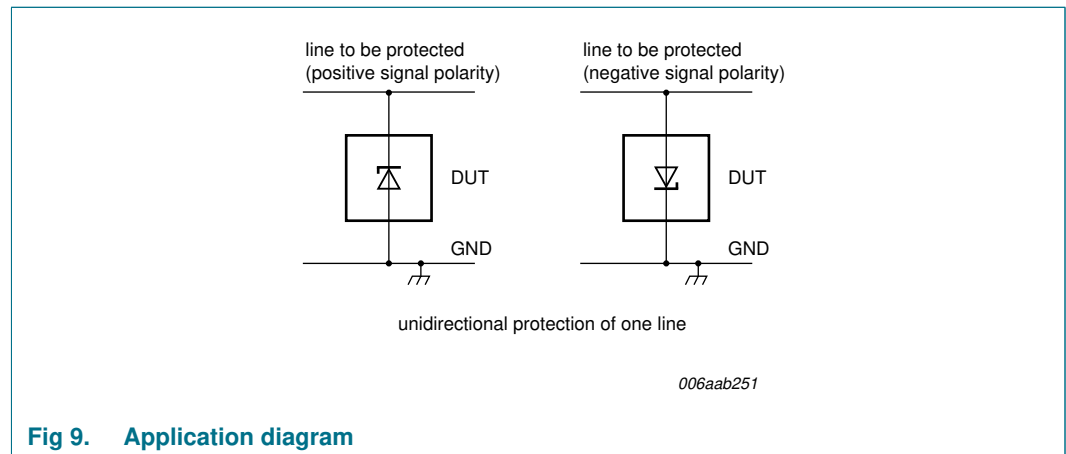 line to be protected
(positive signal polarity)
line to be protected
(negative signal polarity)
DUT
DUT
GND
GND
unidirectional protection of one line
006aab251
Fig 9. Application diagram